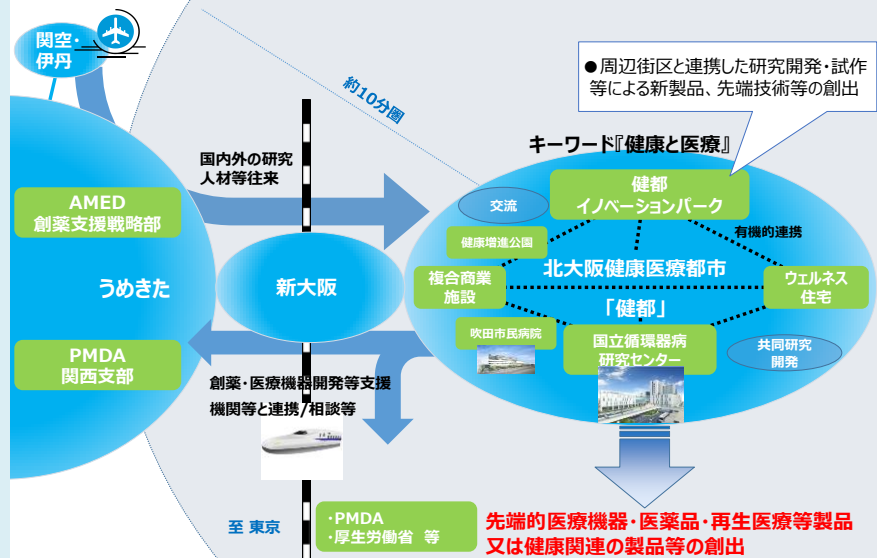 関空・
伊丹
約10分圏
●周辺街区と連携した研究開発・試作
等による新製品、先端技術等の創出
キーワード『健康と医療』
国内外の研究
人材等往来
AMED
創薬支援戦略部
うめきた
PMDA
関西支部
新大阪
健都
イノベーションパーク
交流
健康増進公園
有機的連携
複合商業
施設
北大阪健康医療都市
「健都」
ウェルネス
住宅
吹田市民病院
国立循環器病
研究センター
共同研究
開発
創薬・医療機器開発等支援
機関等と連携/相談等
至 東京
・PMDA
・厚生労働省 等
先端的医療機器・医薬品・再生医療等製品
又は健康関連の製品等の創出